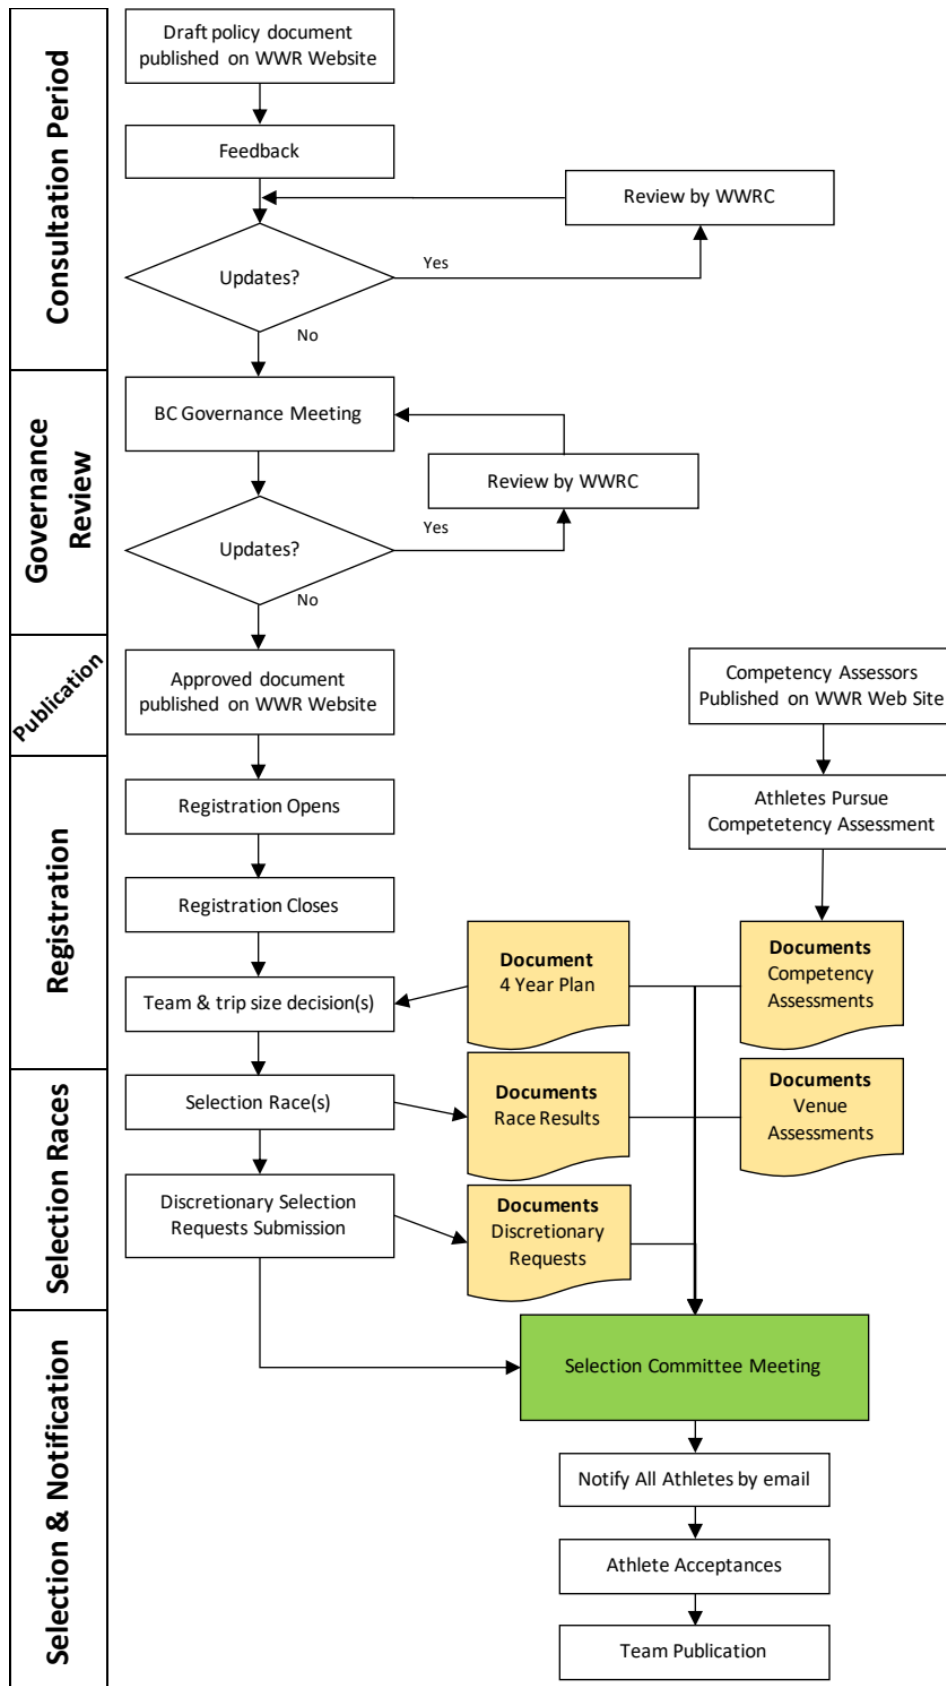 Consultation Period
Draft policy document
published on WWR Website
Feedback
Review by WWRC
Updates?
Yes
No
Governance
Review
BC Governance Meeting
Review by WWRC
Updates?
Yes
No
Publication
Approved document
published on WWR Website
Competency Assessors
Published on WWR Web Site
Registration
Registration Opens
Athletes Pursue
Competetency Assessment
Registration Closes
Team & trip size decision(s)
Document
4 Year Plan
Documents
Competency
Assessments
Selection Races
Selection Race(s)
Documents
Race Results
Documents
Venue
Assessments
Discretionary Selection
Requests Submission
Documents
Discretionary
Requests
Selection & Notification
Selection Committee Meeting
Notify All Athletes by email
Athlete Acceptances
Team Publication